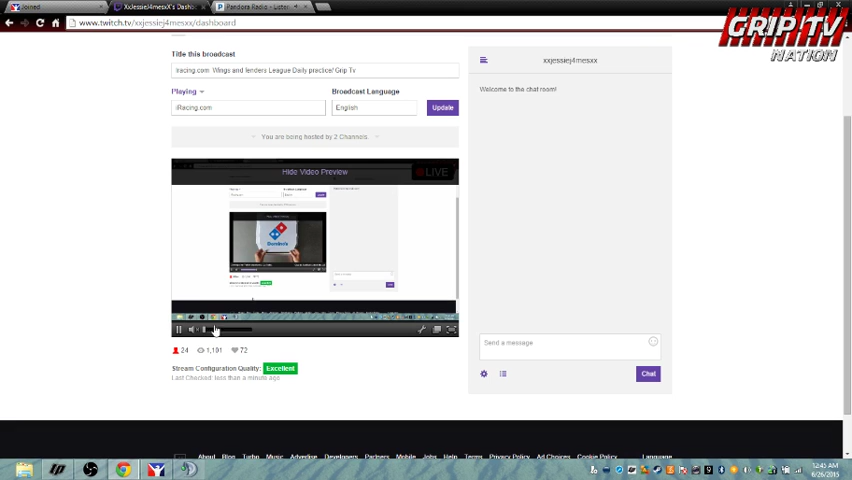 Joined
XxJessiej4mesxX's Dashboard
Pandora Radio - Listen
www.twitch.tv/xxjessiej4mesxx/dashboard
GRIP TV
NATION
Title this broadcast
Iracing.com Wings and fenders League Daily practice! Grip Tv
Playing
Broadcast Language
iRacing.com
English
Update
You are being hosted by 2 Channels.
Hide Video Preview
LIVE
Domino's
24
1,191
72
Stream Configuration Quality: Excellent
Last Checked: less than a minute ago
xxjessiej4mesxx
Welcome to the chat room!
Send a message
Chat
About Blog Turbo Music Advertise Developers Partners Mobile Jobs Help Terms Privacy Policy Ad Choices Cookie Policy
Language
12:45 AM
6/26/2015